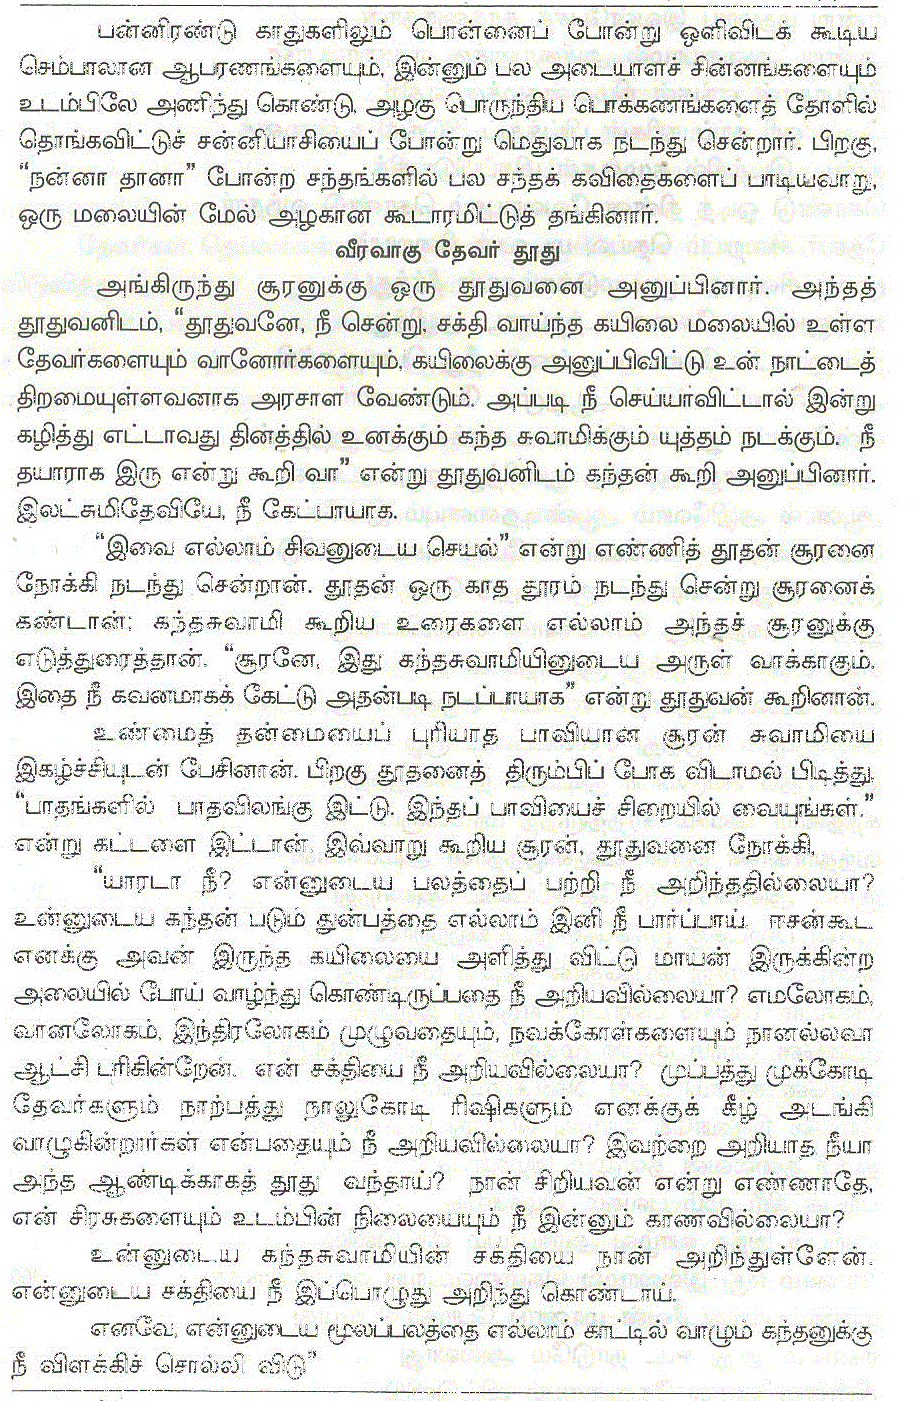 பன்னிரண்டு காதுகளிலும் பொன்னைப் போன்று ஒளிவிடக் கூடிய
செம்பாலான ஆபரணங்களையும், இன்னும் பல அடையாளச் சின்னங்களையும்
உடம்பிலே அணிந்து கொண்டு, அழகு பொருந்திய பொக்கணங்களைத் தோளில்
தொங்கவிட்டுச் சன்னியாசியைப் போன்று மெதுவாக நடந்து சென்றார். பிறகு,
“நன்னா தானா” போன்ற சந்தங்களில் பல சந்தக் கவிதைகளைப் பாடியவாறு,
ஒரு மலையின் மேல் அழகான கூடாரமிட்டுத் தங்கினார்.
வீரவாகு தேவர் தூது
அங்கிருந்து சூரனுக்கு ஒரு தூதுவனை அனுப்பினார். அந்தத்
தூதுவனிடம், “தூதுவனே, நீ சென்று, சக்தி வாய்ந்த கயிலை மலையில் உள்ள
தேவர்களையும் வானோர்களையும், கயிலைக்கு அனுப்பிவிட்டு உன் நாட்டைத்
திறமையுள்ளவனாக அரசாள வேண்டும். அப்படி நீ செய்யாவிட்டால் இன்று
கழித்து எட்டாவது தினத்தில் உனக்கும் கந்த சுவாமிக்கும் யுத்தம் நடக்கும். நீ
தயாராக இரு என்று கூறி வா” என்று தூதுவனிடம் கந்தன் கூறி அனுப்பினார்.
இலட்சுமிதேவியே, நீ கேட்பாயாக.
“இவை எல்லாம் சிவனுடைய செயல்” என்று எண்ணித் தூதன் சூரனை
நோக்கி நடந்து சென்றான். தூதன் ஒரு காத தூரம் நடந்து சென்று சூரனைக்
கண்டான்; கந்தசுவாமி கூறிய உரைகளை எல்லாம் அந்தச் சூரனுக்கு
எடுத்துரைத்தான். “சூரனே, இது கந்தசுவாமியினுடைய அருள் வாக்காகும்.
இதை நீ கவனமாகக் கேட்டு அதன்படி நடப்பாயாக” என்று தூதுவன் கூறினான்.
உண்மைத் தன்மையைப் புரியாத பாவியான சூரன் சுவாமியை
இகழ்ச்சியுடன் பேசினான். பிறகு தூதனைத் திரும்பிப் போக விடாமல் பிடித்து,
“பாதங்களில் பாதவிலங்கு இட்டு, இந்தப் பாவியைச் சிறையில் வையுங்கள்.”
என்று கட்டளை இட்டான். இவ்வாறு கூறிய சூரன், தூதுவனை நோக்கி,
“யாரடா நீ? என்னுடைய பலத்தைப் பற்றி நீ அறிந்ததில்லையா?
உன்னுடைய கந்தன் படும் துன்பத்தை எல்லாம் இனி நீ பார்ப்பாய். ஈசன்கூட
எனக்கு அவன் இருந்த கயிலையை அளித்து விட்டு மாயன் இருக்கின்ற
அலையில் போய் வாழ்ந்து கொண்டிருப்பதை நீ அறியவில்லையா? எமலோகம்,
வானலோகம், இந்திரலோகம் முழுவதையும், நவக்கோள்களையும் நானல்லவா
ஆட்சி புரிகின்றேன். என் சக்தியை நீ அறியவில்லையா? முப்பத்து முக்கோடி
தேவர்களும் நாற்பத்து நாலுகோடி ரிஷிகளும் எனக்குக் கீழ் அடங்கி
வாழுகின்றார்கள் என்பதையும் நீ அறியவில்லையா? இவற்றை அறியாத நீயா
அந்த ஆண்டிக்காகத் தூது வந்தாய்? நான் சிறியவன் என்று எண்ணாதே,
என் சிரசுகளையும் உடம்பின் நிலையையும் நீ இன்னும் காணவில்லையா?
உன்னுடைய கந்தசுவாமியின் சக்தியை நான் அறிந்துள்ளேன்.
என்னுடைய சக்தியை நீ இப்பொழுது அறிந்து கொண்டாய்.
எனவே, என்னுடைய மூலப்பலத்தை எல்லாம் காட்டில் வாழும் கந்தனுக்கு
நீ விளக்கிச் சொல்லி விடு”